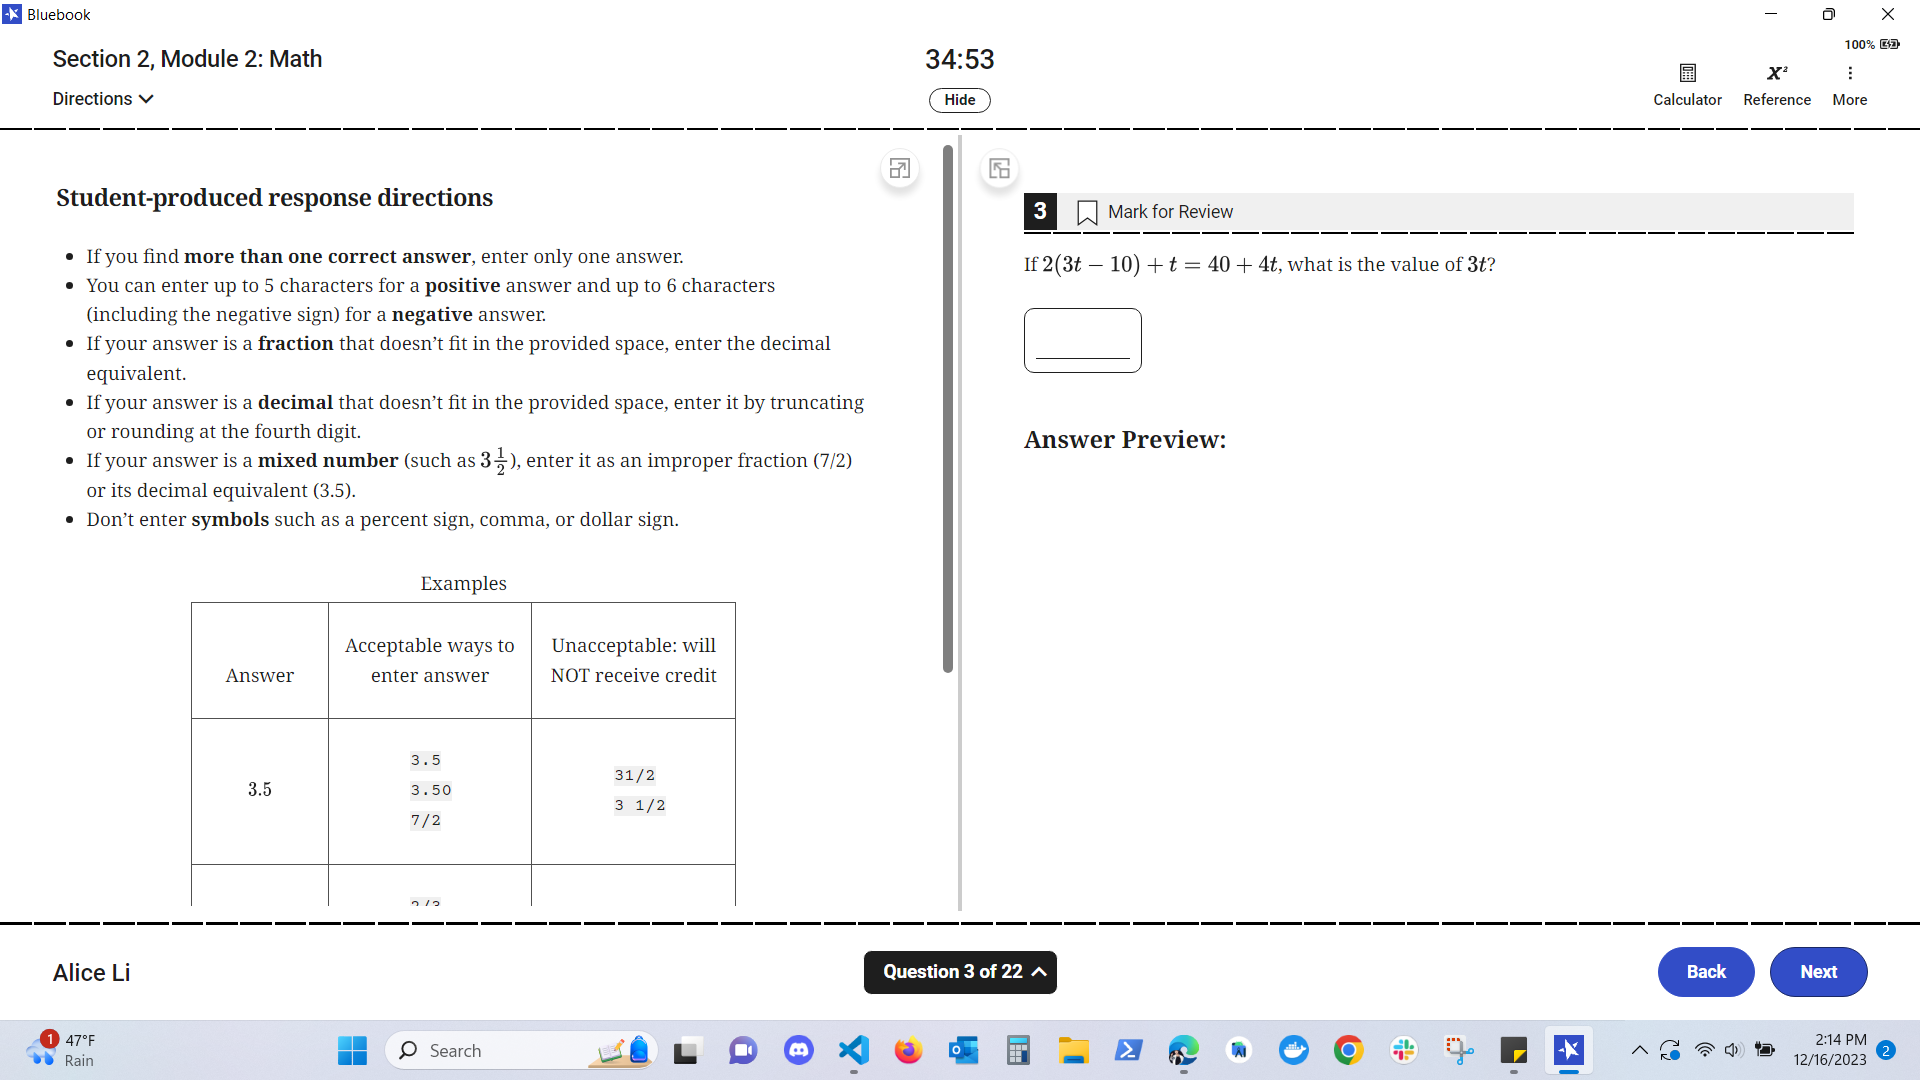 Bluebook
Section 2, Module 2: Math
34:53
100%
Directions
Hide
Calculator
Reference
More
Student-produced response directions
• If you find more than one correct answer, enter only one answer.
• You can enter up to 5 characters for a positive answer and up to 6 characters
(including the negative sign) for a negative answer.
• If your answer is a fraction that doesn’t fit in the provided space, enter the decimal
equivalent.
• If your answer is a decimal that doesn’t fit in the provided space, enter it by truncating
or rounding at the fourth digit.
• If your answer is a mixed number (such as 3 1/2), enter it as an improper fraction (7/2)
or its decimal equivalent (3.5).
• Don’t enter symbols such as a percent sign, comma, or dollar sign.
Examples
Answer
Acceptable ways to
enter answer
Unacceptable: will
NOT receive credit
3.5
3.5
3.50
7/2
31/2
3 1/2
3
Mark for Review
If 2(3t − 10) + t = 40 + 4t, what is the value of 3t?
Answer Preview:
Alice Li
Question 3 of 22
Back
Next
1
47°F
Rain
Search
2:14 PM
12/16/2023
2